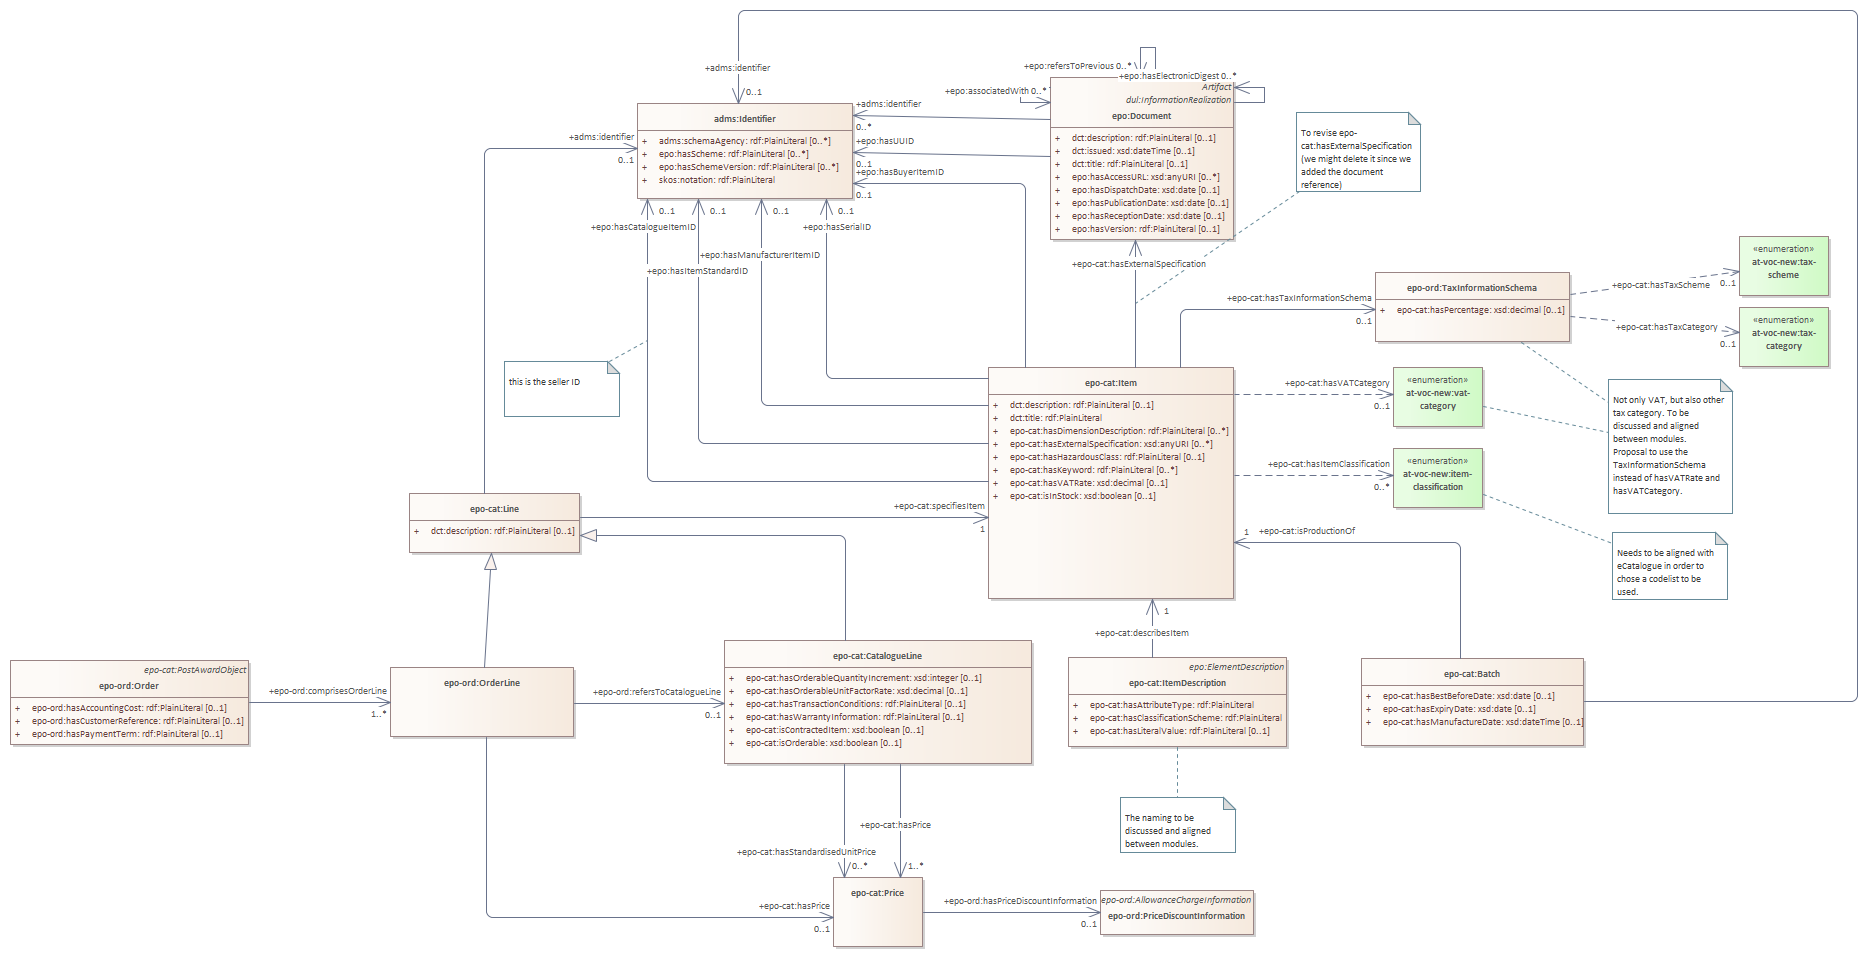 +adms:identifier
0..1
+epo:refersToPrevious 0..*
+epo:hasElectronicDigest 0..*
+epo:associatedWith 0..*
Artifact
dul:InformationRealization
epo:Document
+ dct:description: rdf:PlainLiteral [0..1]
+ dct:issued: xsd:dateTime [0..1]
+ dct:title: rdf:PlainLiteral [0..1]
+ epo:hasAccessURL: xsd:anyURI [0..*]
+ epo:hasDispatchDate: xsd:date [0..1]
+ epo:hasPublicationDate: xsd:date [0..1]
+ epo:hasReceptionDate: xsd:date [0..1]
+ epo:hasVersion: rdf:PlainLiteral [0..1]
adms:Identifier
+ adms:schemaAgency: rdf:PlainLiteral [0..*]
+ epo:hasScheme: rdf:PlainLiteral [0..*]
+ epo:hasSchemeVersion: rdf:PlainLiteral [0..*]
+ skos:notation: rdf:PlainLiteral
+adms:identifier
0..1
+adms:identifier
0..*
+epo:hasUUID
0..1
+epo:hasBuyerItemID
0..1
0..1
0..1
0..1
0..1
+epo:hasCatalogueItemID
+epo:hasSerialID
+epo:hasManufacturerItemID
+epo:hasItemStandardID
To revise epo-
cat:hasExternalSpecification
(we might delete it since we
added the document
reference)
+epo-cat:hasExternalSpecification
this is the seller ID
+epo-cat:hasTaxInformationSchema
0..1
epo-ord:TaxInformationSchema
+ epo-cat:hasPercentage: xsd:decimal [0..1]
+epo-cat:hasTaxScheme
0..1
«enumeration»
at-voc-new:tax-
scheme
+epo-cat:hasTaxCategory
0..1
«enumeration»
at-voc-new:tax-
category
epo-cat:Item
+ dct:description: rdf:PlainLiteral [0..1]
+ dct:title: rdf:PlainLiteral
+ epo-cat:hasDimensionDescription: rdf:PlainLiteral [0..*]
+ epo-cat:hasExternalSpecification: xsd:anyURI [0..*]
+ epo-cat:hasHazardousClass: rdf:PlainLiteral [0..1]
+ epo-cat:hasKeyword: rdf:PlainLiteral [0..*]
+ epo-cat:hasVATRate: xsd:decimal [0..1]
+ epo-cat:isInStock: xsd:boolean [0..1]
+epo-cat:hasVATCategory
0..1
«enumeration»
at-voc-new:vat-
category
+epo-cat:hasItemClassification
0..*
«enumeration»
at-voc-new:item-
classification
Not only VAT, but also other
tax category. To be
discussed and aligned
between modules.
Proposal to use the
TaxInformationSchema
instead of hasVATRate and
hasVATCategory.
Needs to be aligned with
eCatalogue in order to
chose a codelist to be
used.
epo-cat:Line
+ dct:description: rdf:PlainLiteral [0..1]
+epo-cat:specifiesItem
1
1 +epo-cat:isProductionOf
1
+epo-cat:describesItem
epo-cat:PostAwardObject
epo-ord:Order
+ epo-ord:hasAccountingCost: rdf:PlainLiteral [0..1]
+ epo-ord:hasCustomerReference: rdf:PlainLiteral [0..1]
+ epo-ord:hasPaymentTerm: rdf:PlainLiteral [0..1]
+epo-ord:comprisesOrderLine
1..*
epo-ord:OrderLine
+epo-ord:refersToCatalogueLine
0..1
epo-cat:CatalogueLine
+ epo-cat:hasOrderableQuantityIncrement: xsd:integer [0..1]
+ epo-cat:hasOrderableUnitFactorRate: xsd:decimal [0..1]
+ epo-cat:hasTransactionConditions: rdf:PlainLiteral [0..1]
+ epo-cat:hasWarrantyInformation: rdf:PlainLiteral [0..1]
+ epo-cat:isContractedItem: xsd:boolean [0..1]
+ epo-cat:isOrderable: xsd:boolean [0..1]
epo:ElementDescription
epo-cat:ItemDescription
+ epo-cat:hasAttributeType: rdf:PlainLiteral
+ epo-cat:hasClassificationScheme: rdf:PlainLiteral
+ epo-cat:hasLiteralValue: rdf:PlainLiteral [0..1]
epo-cat:Batch
+ epo-cat:hasBestBeforeDate: xsd:date [0..1]
+ epo-cat:hasExpiryDate: xsd:date [0..1]
+ epo-cat:hasManufactureDate: xsd:dateTime [0..1]
The naming to be
discussed and aligned
between modules.
+epo-cat:hasPrice
+epo-cat:hasStandardisedUnitPrice
0..*
1..*
+epo-cat:hasPrice
0..1
epo-cat:Price
+epo-ord:hasPriceDiscountInformation
0..1
epo-ord:AllowanceChargeInformation
epo-ord:PriceDiscountInformation